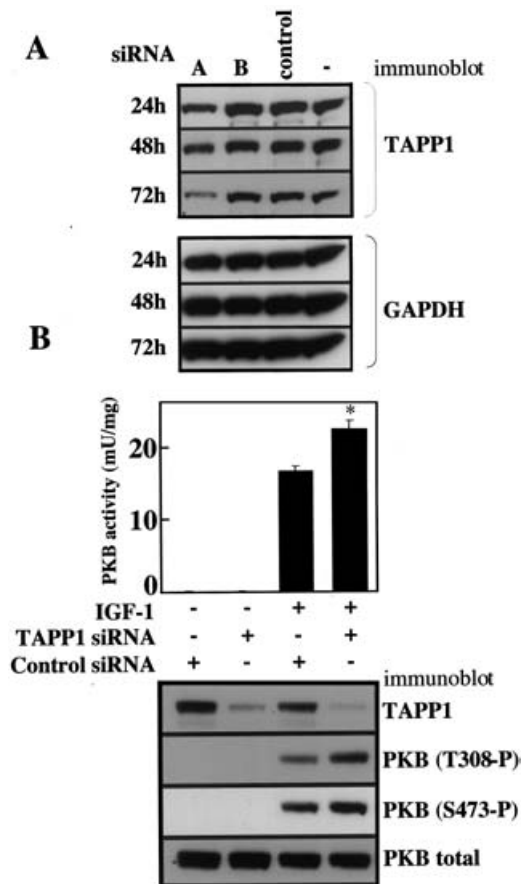 A
siRNA A B control - immunoblot
24h
48h TAPP1
72h
24h
48h GAPDH
72h
B
PKB activity (mU/mg)
20
10
0
*
IGF-1 - - + +
TAPP1 siRNA - + - +
Control siRNA + - + -
immunoblot
TAPP1
PKB (T308-P)
PKB (S473-P)
PKB total